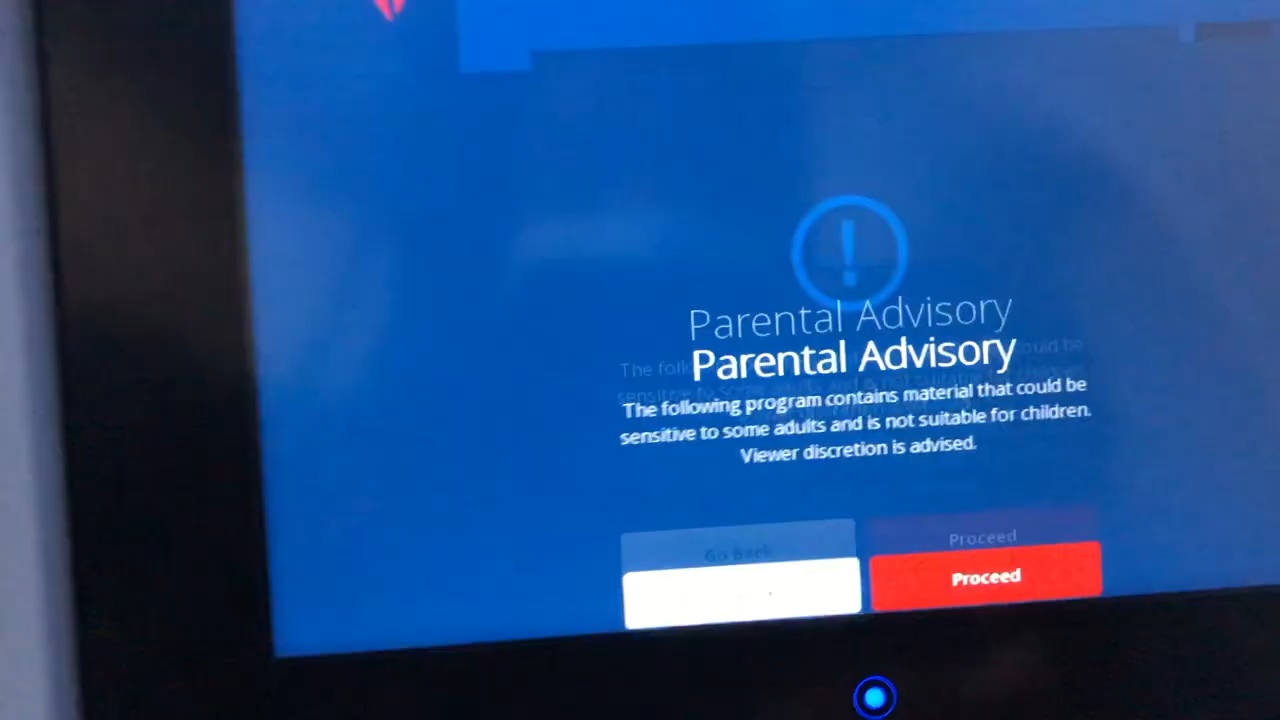 Parental Advisory
Parental Advisory
The following program contains material that could be
sensitive to some adults and is not suitable for children.
Viewer discretion is advised.
Go Back
Proceed
Proceed